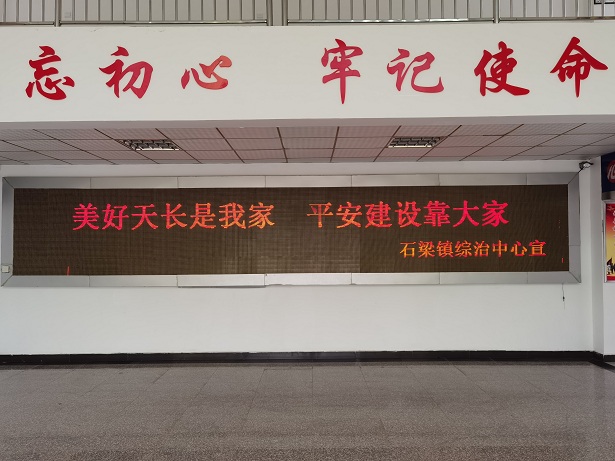 忘初心 牢记使命
美好天长是我家 平安建设靠大家
石梁镇综治中心宣